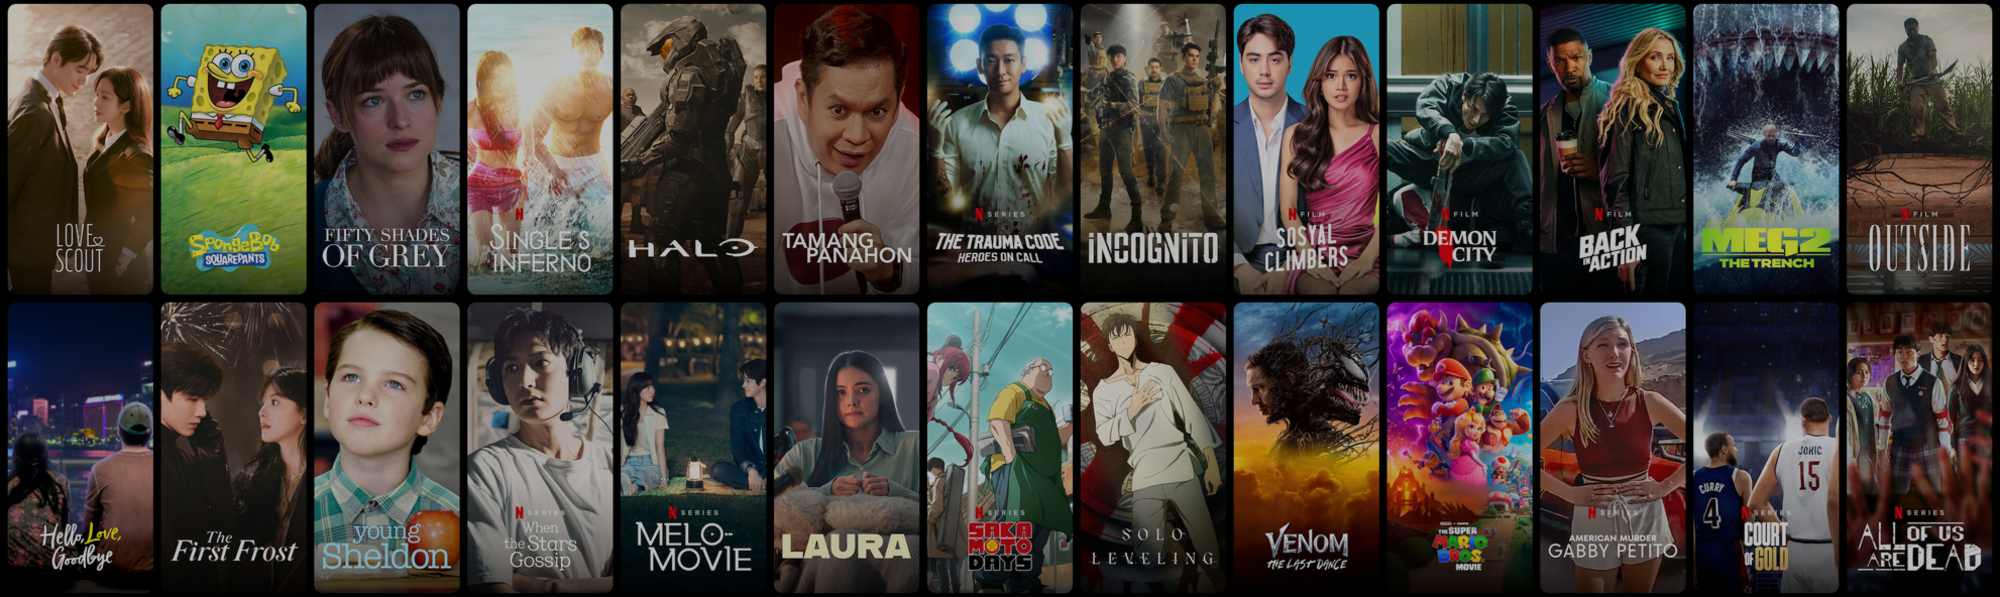 LOVE
SCOUT
SPONGEBOB
SQUAREPANTS
FIFTY SHADES
OF GREY
N
SINGLE'S
INFERNO
HALO
TAMANG
PANAHON
N SERIES
THE TRAUMA CODE
HEROES ON CALL
INCOGNITO
N FILM
SOSYAL
CLIMBERS
N FILM
DEMON
CITY
N FILM
BACK
IN ACTION
MEG2
THE TRENCH
N FILM
OUTSIDE
Hello, Love,
Goodbye
The
First Frost
young
Sheldon
N SERIES
When
the Stars
Gossip
N SERIES
MELO-
MOVIE
LAURA
N SERIES
SAKA
MOTO
DAYS
SOLO
LEVELING
VENOM
THE LAST DANCE
THE SUPER
MARIO
BROS.
MOVIE
N SERIES
AMERICAN MURDER
GABBY PETITO
CURRY
4
JOKIC
15
N SERIES
COURT
OF GOLD
N SERIES
ALL OF US
ARE DEAD